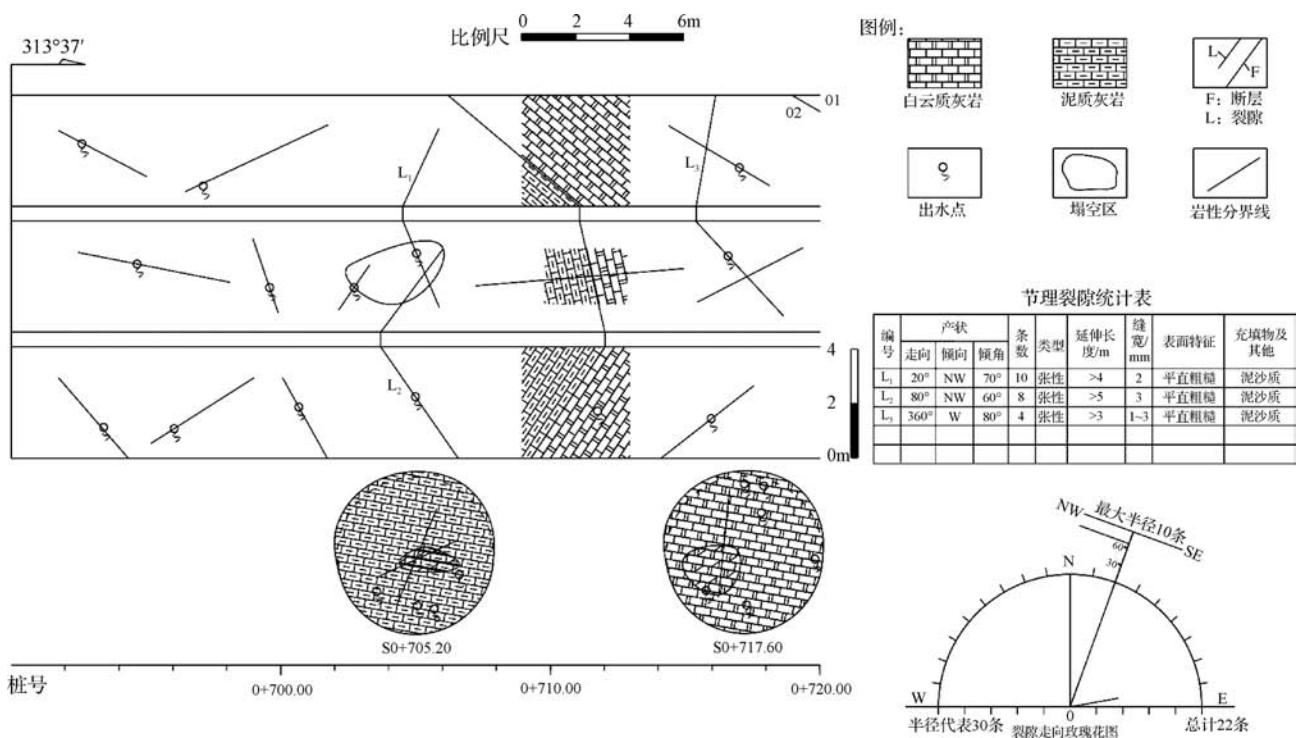 313°37′
比例尺
0 2 4 6m
01
02
L₁
L₃
L₂
4
2
0m
S0+705.20
S0+717.60
桩号
0+700.00
0+710.00
0+720.00
图例：
L
F
白云质灰岩
泥质灰岩
F：断层
L：裂隙
出水点
塌空区
岩性分界线
节理裂隙统计表
编号 产状 条数 类型 延伸长度/m 缝宽/mm 表面特征 充填物及其他
走向 倾向 倾角
L₁ 20° NW 70° 10 张性 >4 2 平直粗糙 泥沙质
L₂ 80° NW 60° 8 张性 >5 3 平直粗糙 泥沙质
L₃ 360° W 80° 4 张性 >3 1~3 平直粗糙 泥沙质
NW 最大半径10条 SE
60
30
N
W
E
0
半径代表30条
裂隙走向玫瑰花图
总计22条